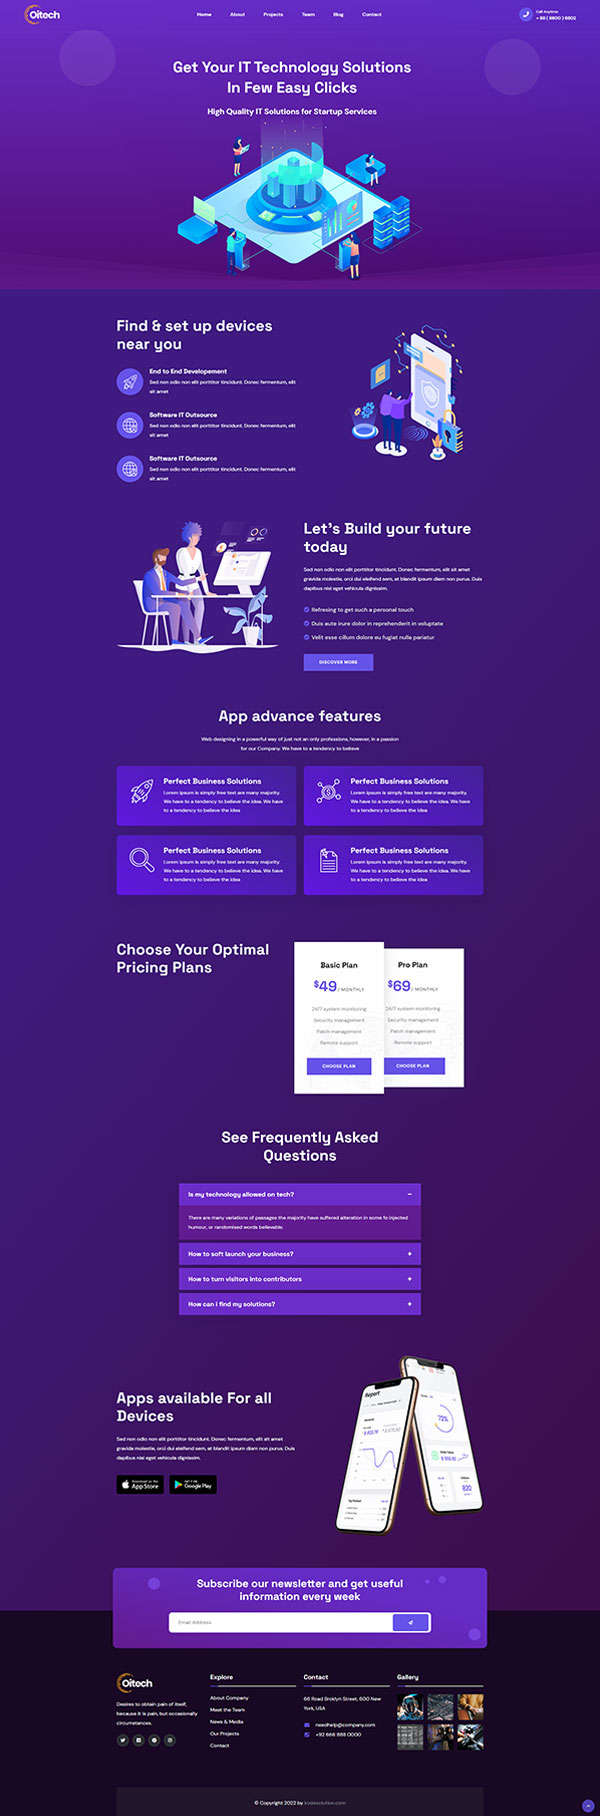 Oitech
Home About Projects Team Blog Contact
Call Anytime
+ 88 ( 9800 ) 6802
Get Your IT Technology Solutions
In Few Easy Clicks
High Quality IT Solutions for Startup Services
Find & set up devices
near you
End to End Developement
Sed non odio non elit porttitor tincidunt. Donec fermentum, elit
sit amet
Software IT Outsource
Sed non odio non elit porttitor tincidunt. Donec fermentum, elit
sit amet
Software IT Outsource
Sed non odio non elit porttitor tincidunt. Donec fermentum, elit
sit amet
Let's Build your future
today
Sed non odio non elit porttitor tincidunt. Donec fermentum, elit sit amet
gravida molestie, orci dui eleifend sem, at blandit ipsum diam non purus. Duis
dapibus nisi eget vehicula dignissim.
Refresing to get such a personal touch
Duis aute irure dolor in reprehenderit in voluptate
Velit esse cillum dolore eu fugiat nulla pariatur
DISCOVER MORE
App advance features
Web designing in a powerful way of just not an only professions, however, in a passion
for our Company. We have to a tendency to believe
Perfect Business Solutions
Lorem ipsum is simply free text are many majority.
We have to a tendency to believe the idea. We have
to a tendency to believe the idea
Perfect Business Solutions
Lorem ipsum is simply free text are many majority.
We have to a tendency to believe the idea. We have
to a tendency to believe the idea
Perfect Business Solutions
Lorem ipsum is simply free text are many majority.
We have to a tendency to believe the idea. We have
to a tendency to believe the idea
Perfect Business Solutions
Lorem ipsum is simply free text are many majority.
We have to a tendency to believe the idea. We have
to a tendency to believe the idea
Choose Your Optimal
Pricing Plans
Basic Plan
$49 / MONTHLY
24/7 system monitoring
Security management
Patch management
Remote support
CHOOSE PLAN
Pro Plan
$69 / MONTHLY
24/7 system monitoring
Security management
Patch management
Remote support
CHOOSE PLAN
See Frequently Asked
Questions
Is my technology allowed on tech? −
There are many variations of passages the majority have suffered alteration in some fo injected
humour, or randomised words believable.
How to soft launch your business? +
How to turn visitors into contributors +
How can I find my solutions? +
Apps available For all
Devices
Sed non odio non elit porttitor tincidunt. Donec fermentum, elit sit amet
gravida molestie, orci dui eleifend sem, at blandit ipsum diam non purus. Duis
dapibus nisi eget vehicula dignissim.
Download on the
App Store
GET IT ON
Google Play
Report
72%
820
Subscribe our newsletter and get useful
information every week
Email Address
Oitech
Desires to obtain pain of itself,
because it is pain, but occasionally
circumstances.
Explore
About Company
Meet the Team
News & Media
Our Projects
Contact
Contact
66 Road Broklyn Street, 600 New
York, USA
needhelp@company.com
+92 666 888 0000
Gallery
© Copyright 2022 by kodesolution.com